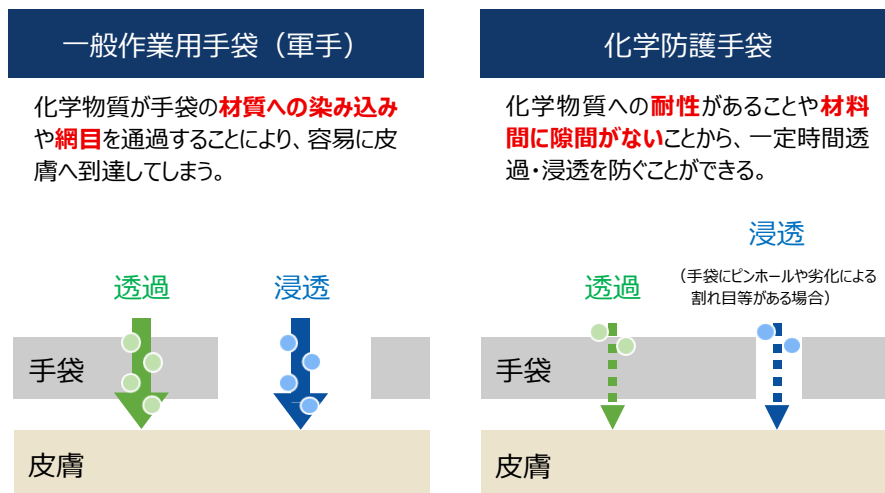 一般作業用手袋（軍手）
化学物質が手袋の材質への染み込み
や網目を通過することにより、容易に皮
膚へ到達してしまう。
透過
浸透
手袋
皮膚
化学防護手袋
化学物質への耐性があることや材料
間に隙間がないことから、一定時間透
過・浸透を防ぐことができる。
浸透
（手袋にピンホールや劣化による
割れ目等がある場合）
透過
手袋
皮膚